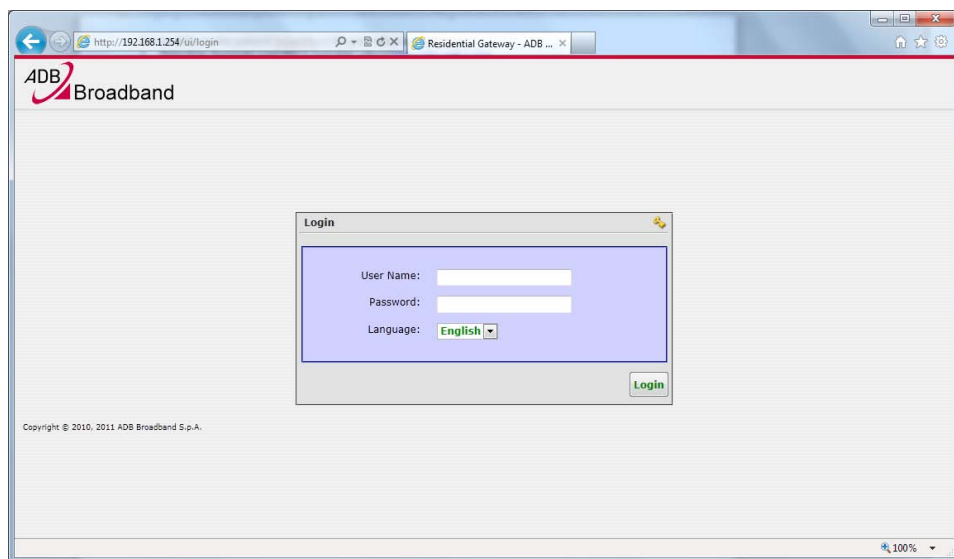 http://192.168.1.254/ui/login
Residential Gateway - ADB ...
ADB
Broadband
Login
User Name:
Password:
Language: English
Login
Copyright © 2010, 2011 ADB Broadband S.p.A.
100%